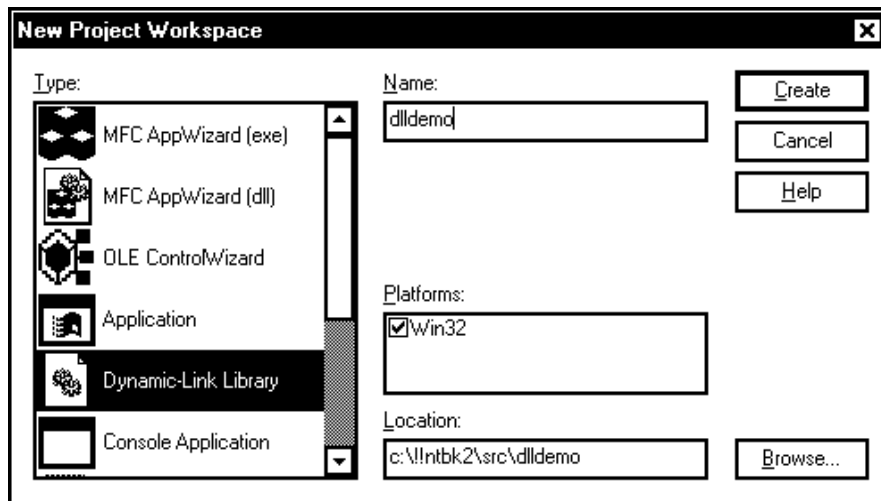 New Project Workspace
Type:
MFC AppWizard (exe)
MFC AppWizard (dll)
OLE ControlWizard
Application
Dynamic-Link Library
Console Application
Name:
dlldemo
Platforms:
Win32
Location:
c:\!!ntbk2\src\dlldemo
Create
Cancel
Help
Browse...